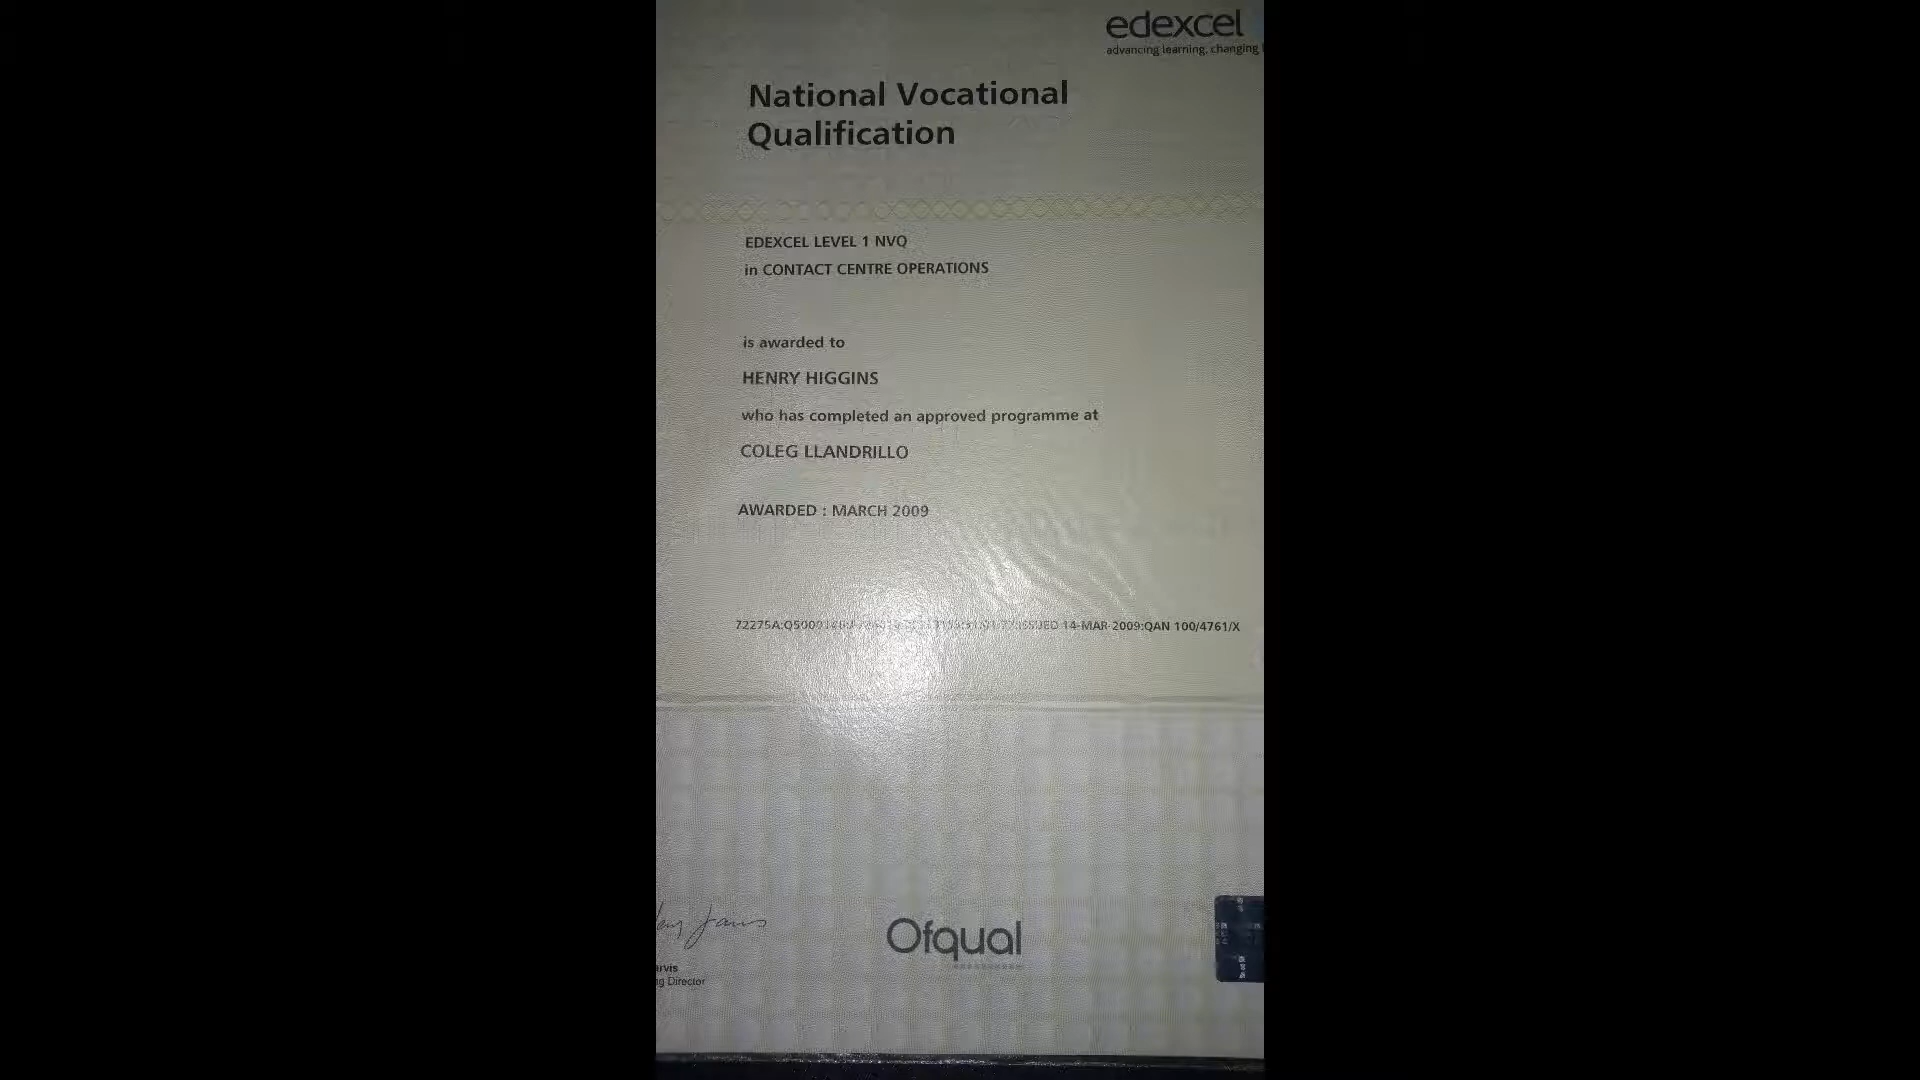 edexcel
advancing learning, changing
National Vocational
Qualification
EDEXCEL LEVEL 1 NVQ
in CONTACT CENTRE OPERATIONS
is awarded to
HENRY HIGGINS
who has completed an approved programme at
COLEG LLANDRILLO
AWARDED : MARCH 2009
14-MAR-2009:QAN 100/4761/X
Ofqual
Director